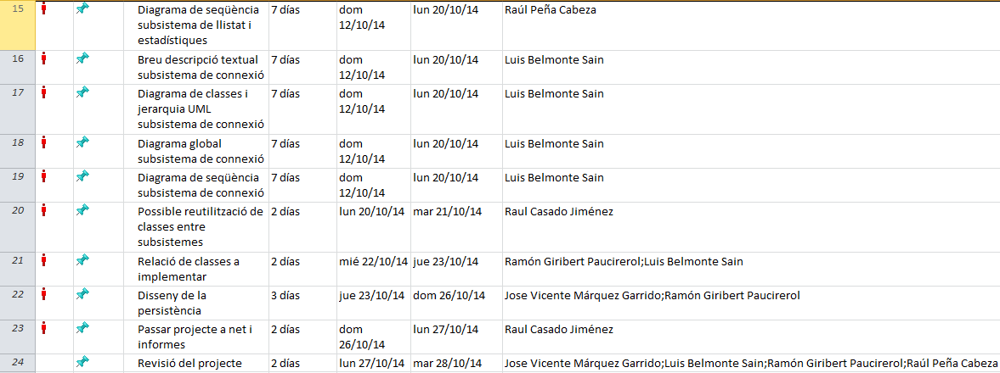 15 Diagrama de seqüència 7 días dom lun 20/10/14 Raúl Peña Cabeza
subsistema de llistat i 12/10/14
estadístiques
16 Breu descripció textual 7 días dom lun 20/10/14 Luis Belmonte Sain
subsistema de connexió 12/10/14
17 Diagrama de classes i 7 días dom lun 20/10/14 Luis Belmonte Sain
jerarquia UML 12/10/14
subsistema de connexió
18 Diagrama global 7 días dom lun 20/10/14 Luis Belmonte Sain
subsistema de connexió 12/10/14
19 Diagrama de seqüència 7 días dom lun 20/10/14 Luis Belmonte Sain
subsistema de connexió 12/10/14
20 Possible reutilització de 2 días lun 20/10/14 mar 21/10/14 Raul Casado Jiménez
classes entre
subsistemes
21 Relació de classes a 2 días mié 22/10/14 jue 23/10/14 Ramón Giribert Paucirerol;Luis Belmonte Sain
implementar
22 Disseny de la 3 días jue 23/10/14 dom 26/10/14 Jose Vicente Márquez Garrido;Ramón Giribert Paucirerol
persistència
23 Passar projecte a net i 2 días dom lun 27/10/14 Raul Casado Jiménez
informes 26/10/14
24 Revisió del projecte 2 días lun 27/10/14 mar 28/10/14 Jose Vicente Márquez Garrido;Luis Belmonte Sain;Ramón Giribert Paucirerol;Raúl Peña Cabeza